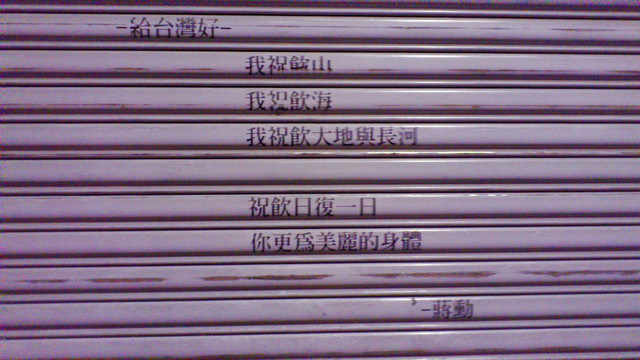 -給台灣好-
我祝飲山
我祝飲海
我祝飲大地與長河
祝飲日復一日
你更為美麗的身體
-蔣勳